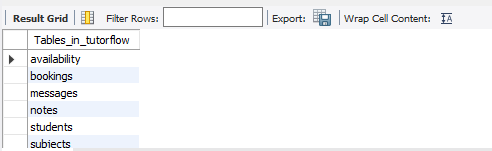 Result Grid Filter Rows: Export: Wrap Cell Content:
Tables_in_tutorflow
availability
bookings
messages
notes
students
subjects